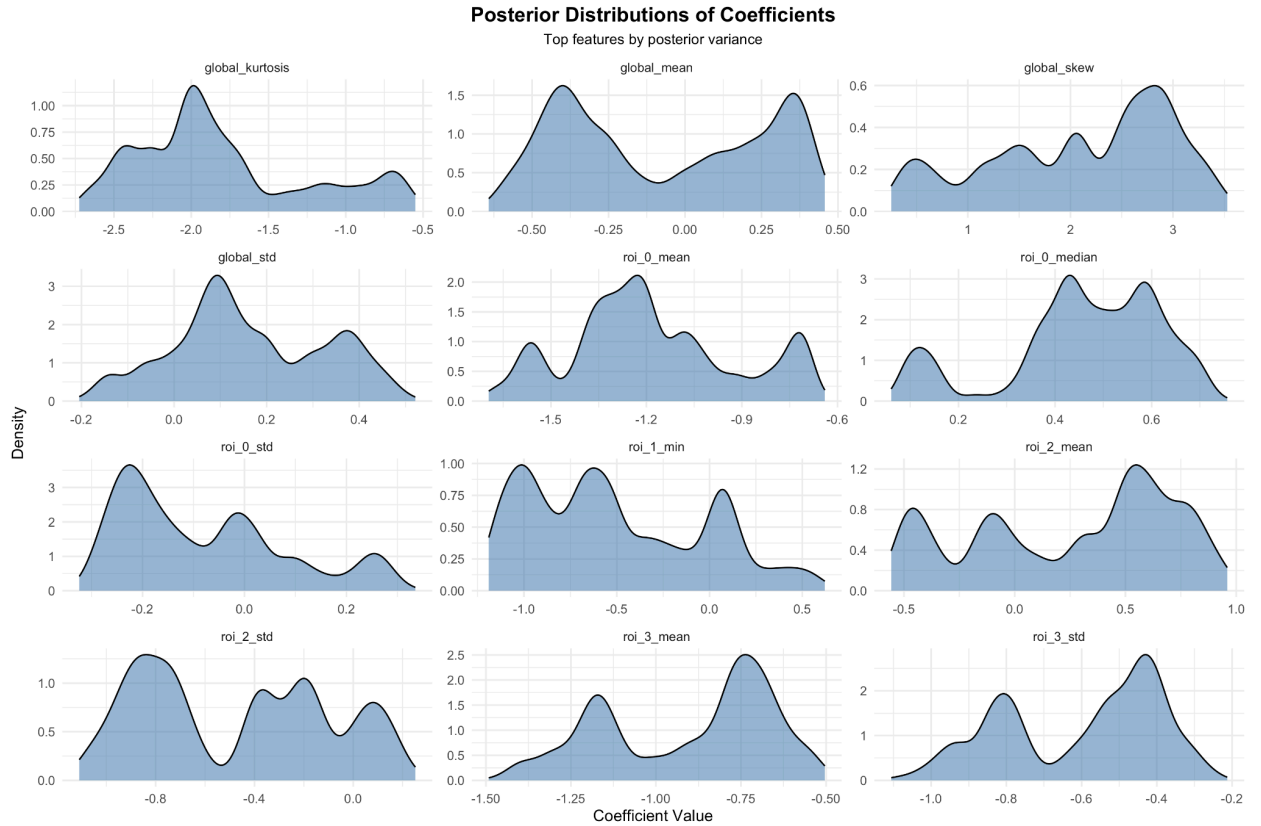 Posterior Distributions of Coefficients
Top features by posterior variance
global_kurtosis
global_mean
global_skew
1.00
0.75
0.50
0.25
0.00
-2.5 -2.0 -1.5 -1.0 -0.5
1.5
1.0
0.5
0.0
-0.50 -0.25 0.00 0.25 0.50
0.6
0.4
0.2
0.0
1 2 3
global_std
roi_0_mean
roi_0_median
3
2
1
0
-0.2 0.0 0.2 0.4
2.0
1.5
1.0
0.5
0.0
-1.5 -1.2 -0.9 -0.6
3
2
1
0
0.2 0.4 0.6
roi_0_std
roi_1_min
roi_2_mean
3
2
1
0
-0.2 0.0 0.2
1.00
0.75
0.50
0.25
0.00
-1.0 -0.5 0.0 0.5
1.2
0.8
0.4
0.0
-0.5 0.0 0.5 1.0
roi_2_std
roi_3_mean
roi_3_std
1.0
0.5
0.0
-0.8 -0.4 0.0
2.5
2.0
1.5
1.0
0.5
0.0
-1.50 -1.25 -1.00 -0.75 -0.50
2
1
0
-1.0 -0.8 -0.6 -0.4 -0.2
Density
Coefficient Value